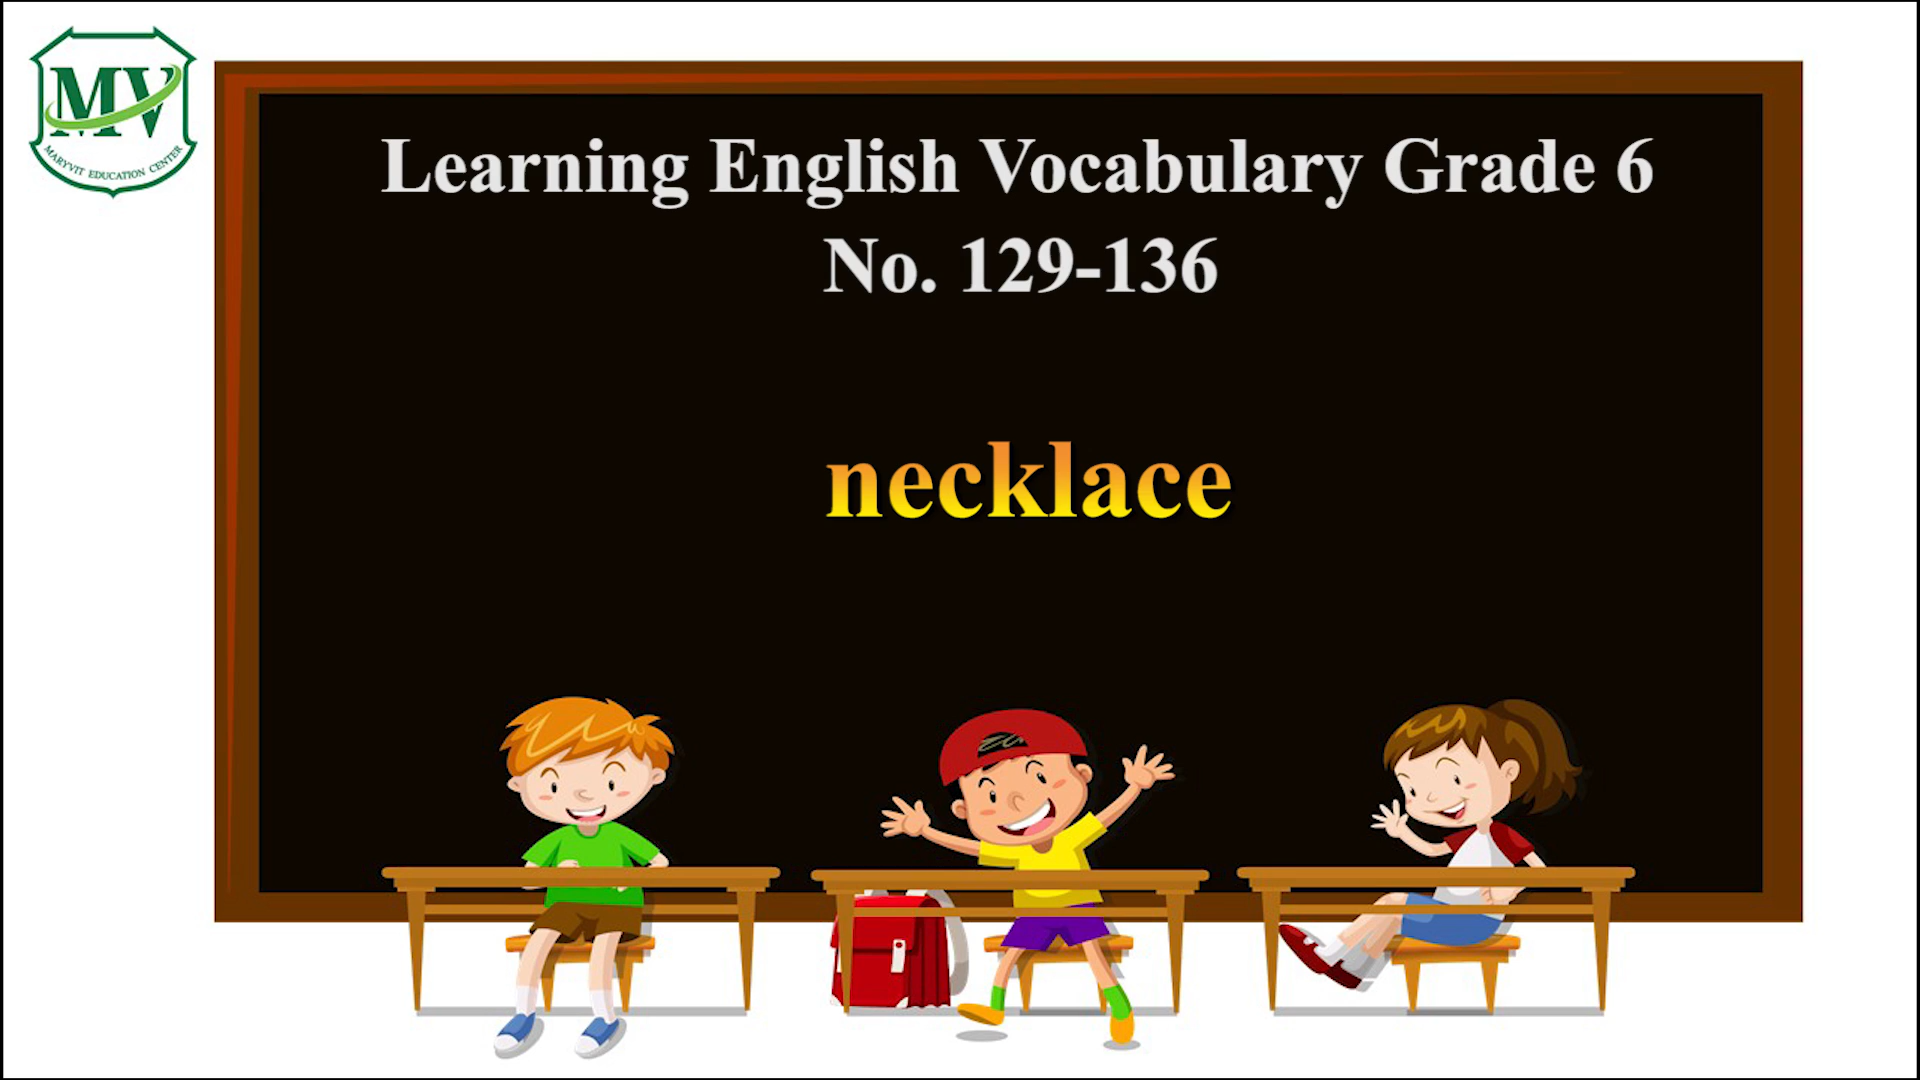 MV
MARYVIT EDUCATION CENTER
Learning English Vocabulary Grade 6
No. 129-136
necklace